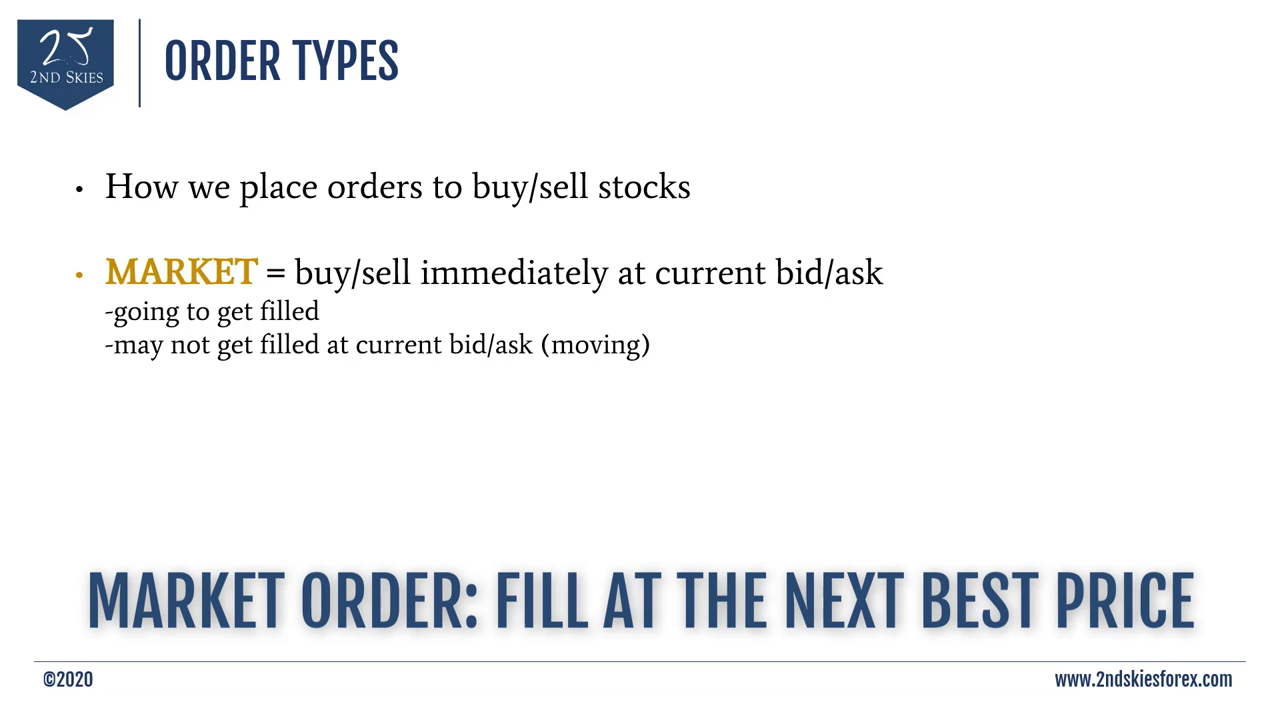 2S
2ND SKIES
ORDER TYPES
• How we place orders to buy/sell stocks
• MARKET = buy/sell immediately at current bid/ask
-going to get filled
-may not get filled at current bid/ask (moving)
MARKET ORDER: FILL AT THE NEXT BEST PRICE
©2020
www.2ndskiesforex.com